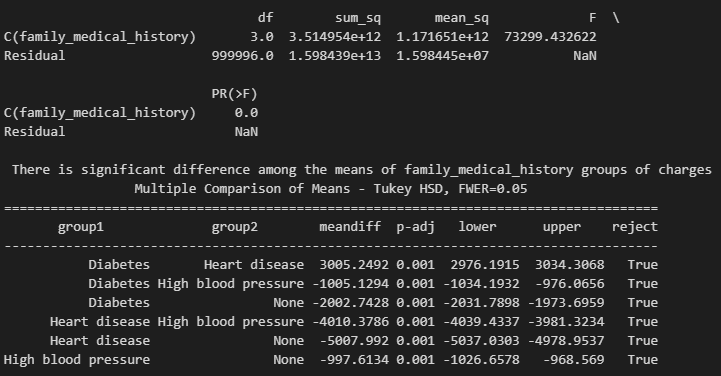 df sum_sq mean_sq F \
C(family_medical_history) 3.0 3.514954e+12 1.171651e+12 73299.432622
Residual 999996.0 1.598439e+13 1.598445e+07 NaN
PR(>F)
C(family_medical_history) 0.0
Residual NaN
There is significant difference among the means of family_medical_history groups of charges
Multiple Comparison of Means - Tukey HSD, FWER=0.05
=====================================================================================
group1 group2 meandiff p-adj lower upper reject
-------------------------------------------------------------------------------------
Diabetes Heart disease 3005.2492 0.001 2976.1915 3034.3068 True
Diabetes High blood pressure -1005.1294 0.001 -1034.1932 -976.0656 True
Diabetes None -2002.7428 0.001 -2031.7898 -1973.6959 True
Heart disease High blood pressure -4010.3786 0.001 -4039.4337 -3981.3234 True
Heart disease None -5007.992 0.001 -5037.0303 -4978.9537 True
High blood pressure None -997.6134 0.001 -1026.6578 -968.569 True